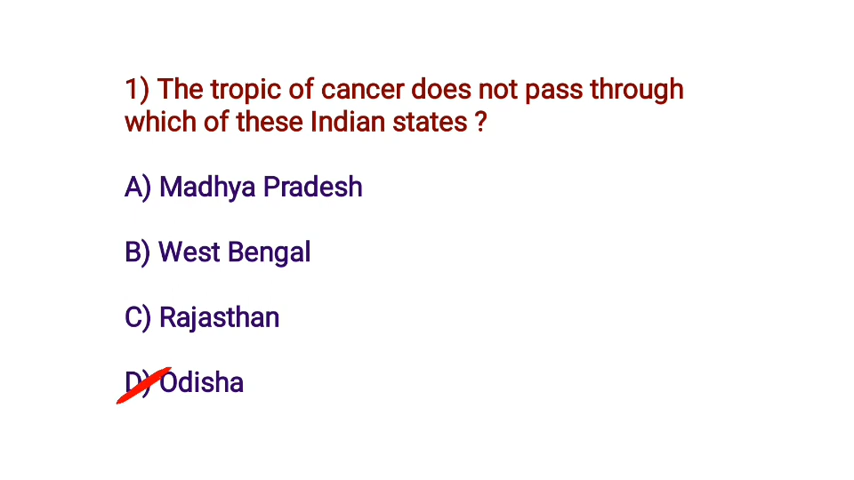 1) The tropic of cancer does not pass through
which of these Indian states ?
A) Madhya Pradesh
B) West Bengal
C) Rajasthan
D) Odisha